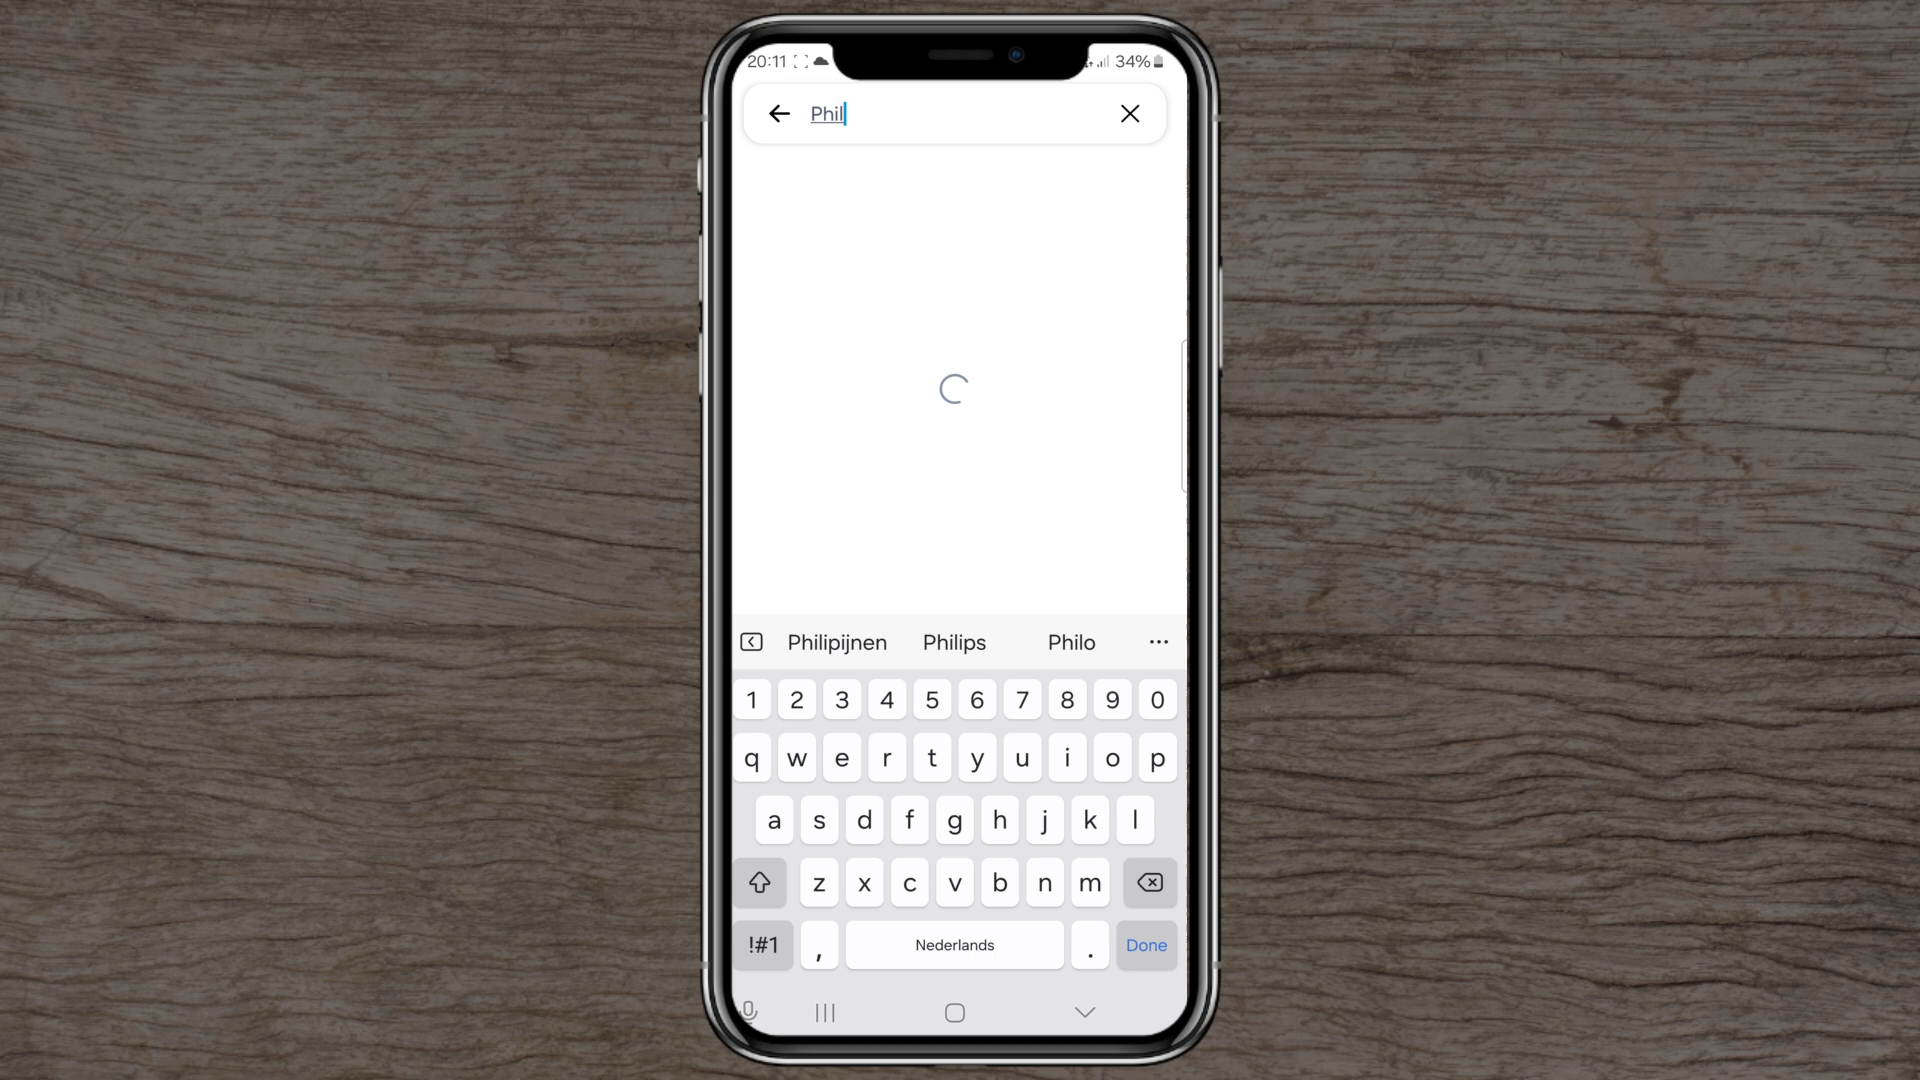 20:11 34%
Phil
Philipijnen Philips Philo ...
1 2 3 4 5 6 7 8 9 0
q w e r t y u i o p
a s d f g h j k l
z x c v b n m
!#1 , Nederlands . Done